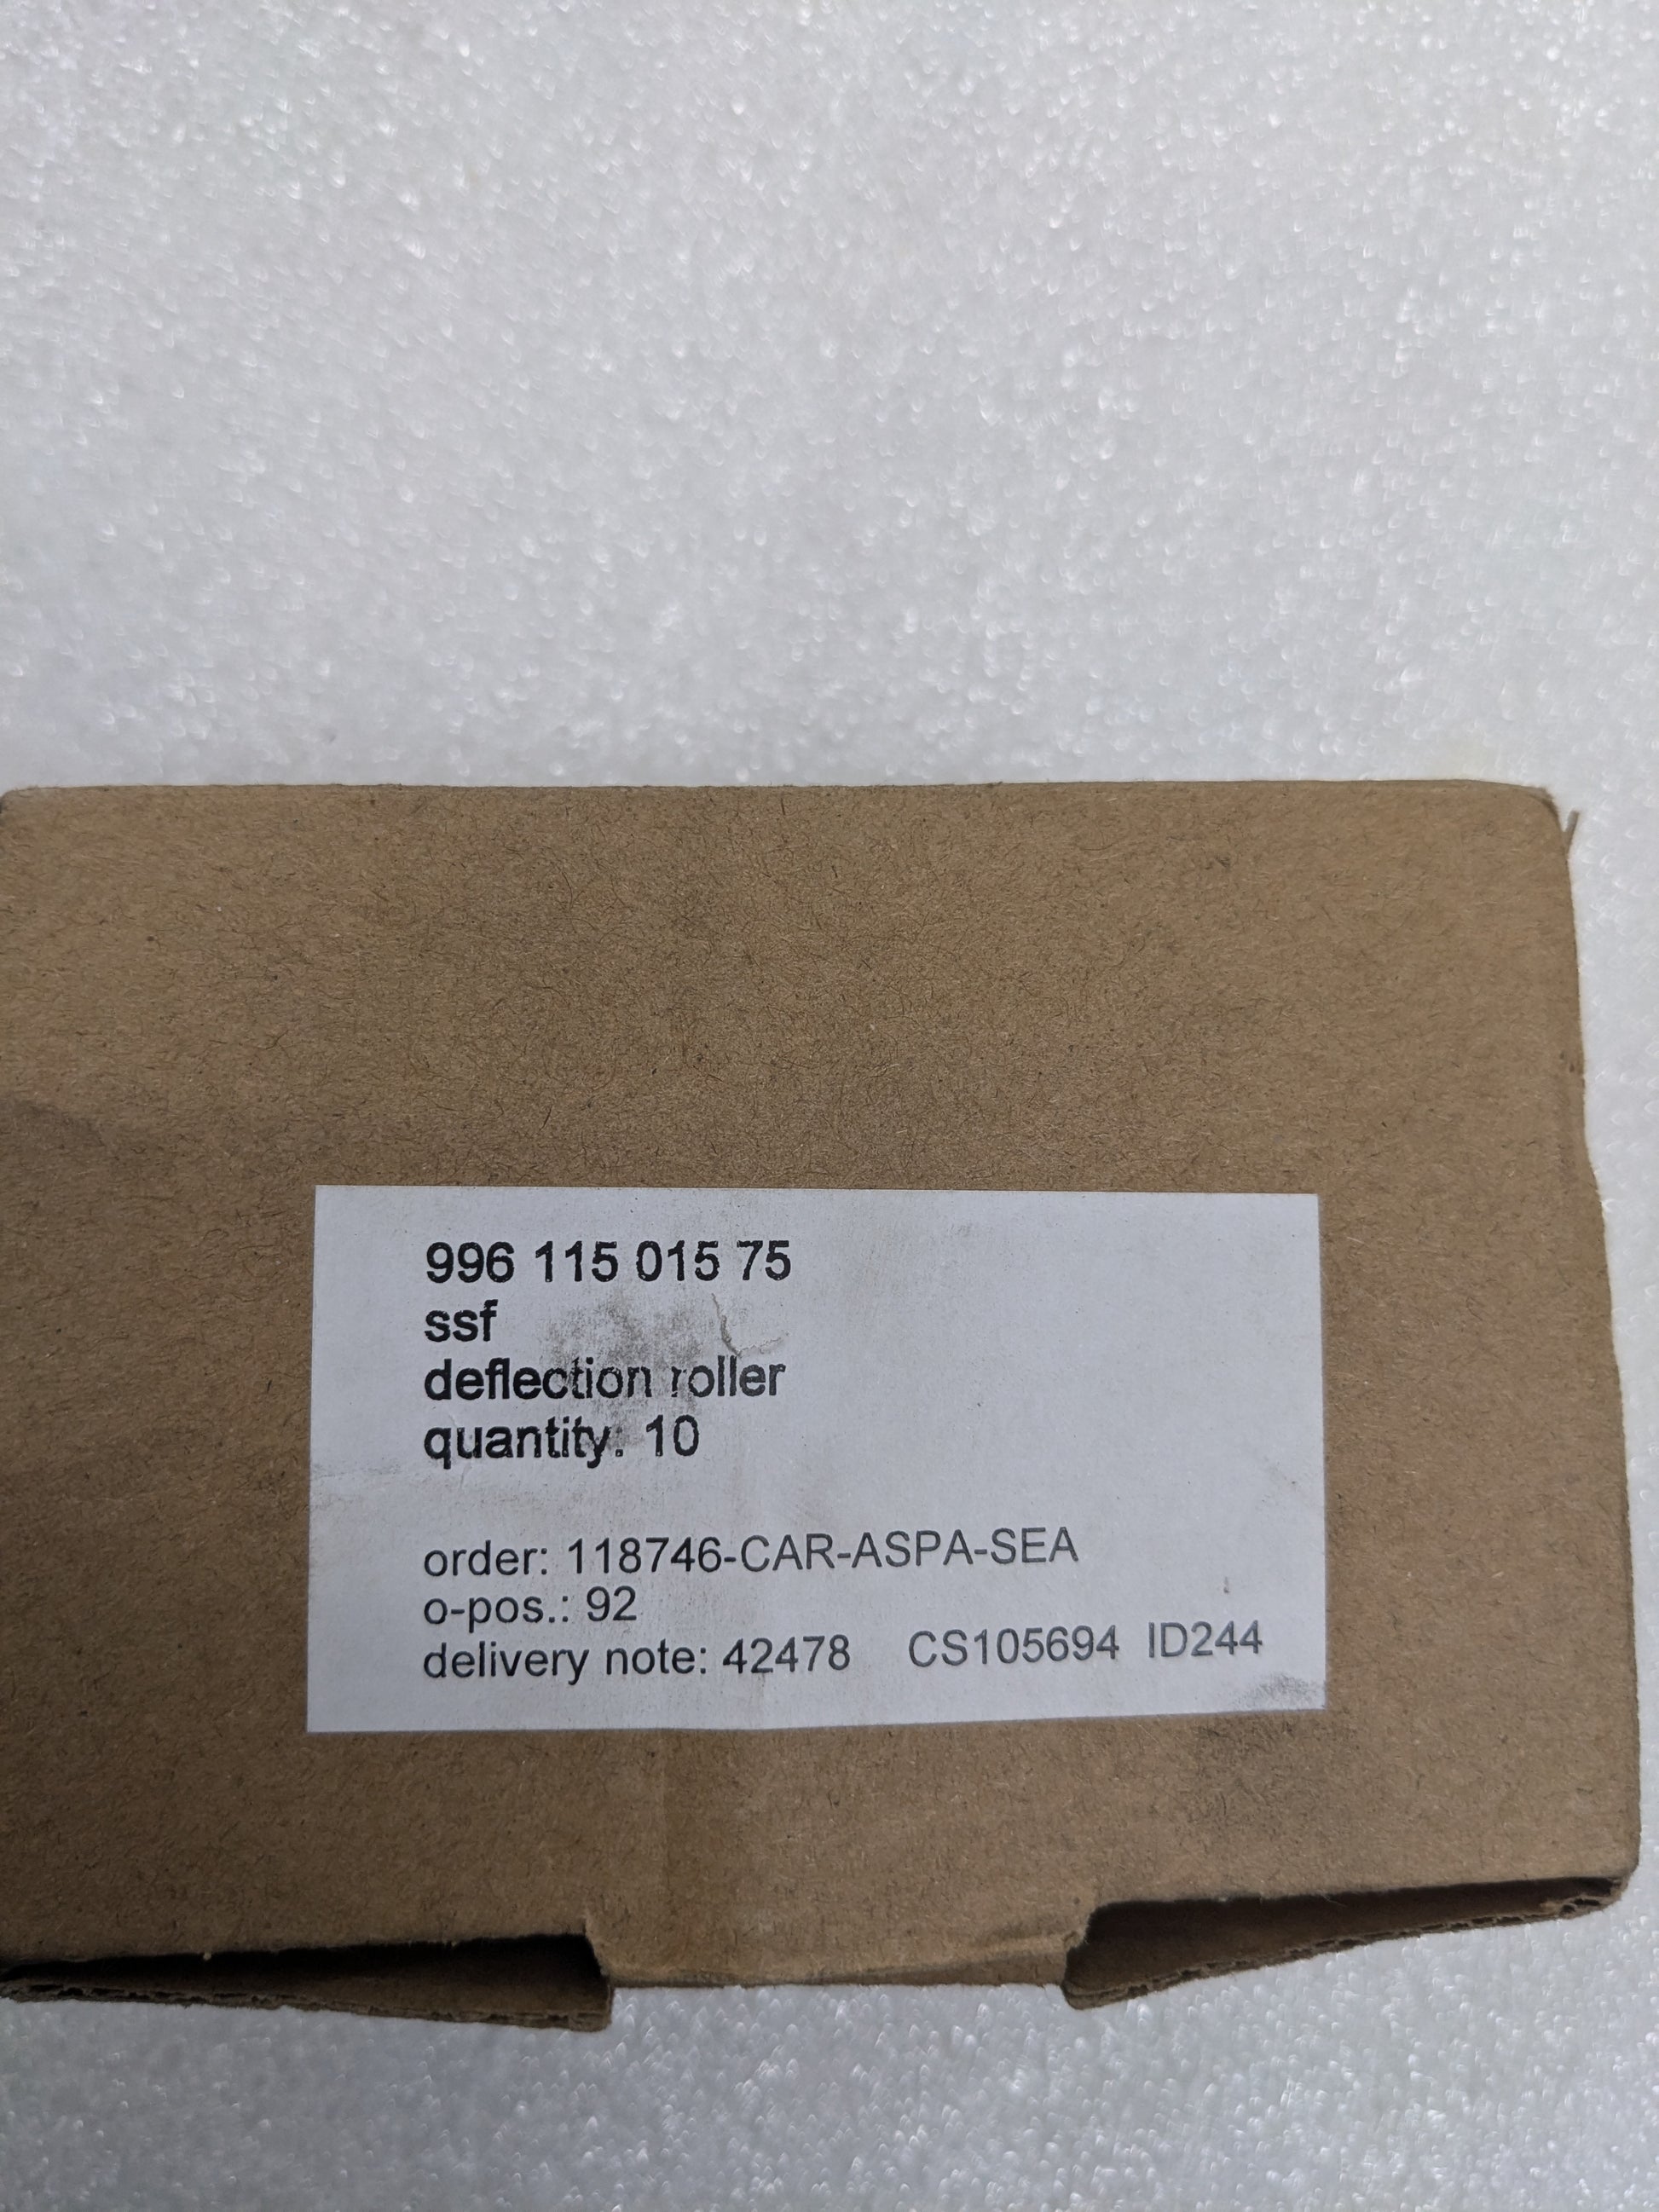 996 115 015 75
ssf
deflection roller
quantity: 10
order: 118746-CAR-ASPA-SEA
o-pos.: 92
delivery note: 42478 CS105694 ID244